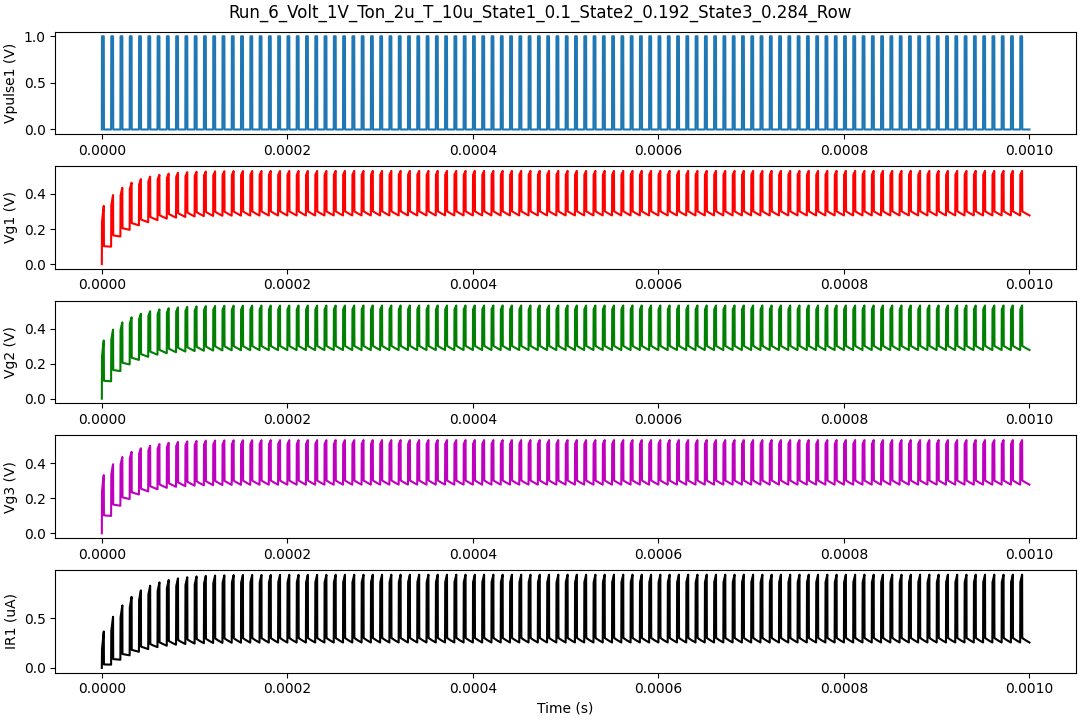 Run_6_Volt_1V_Ton_2u_T_10u_State1_0.1_State2_0.192_State3_0.284_Row
Vpulse1 (V)
1.0
0.5
0.0
0.0000 0.0002 0.0004 0.0006 0.0008 0.0010
Vg1 (V)
0.4
0.2
0.0
0.0000 0.0002 0.0004 0.0006 0.0008 0.0010
Vg2 (V)
0.4
0.2
0.0
0.0000 0.0002 0.0004 0.0006 0.0008 0.0010
Vg3 (V)
0.4
0.2
0.0
0.0000 0.0002 0.0004 0.0006 0.0008 0.0010
IR1 (uA)
0.5
0.0
0.0000 0.0002 0.0004 0.0006 0.0008 0.0010
Time (s)